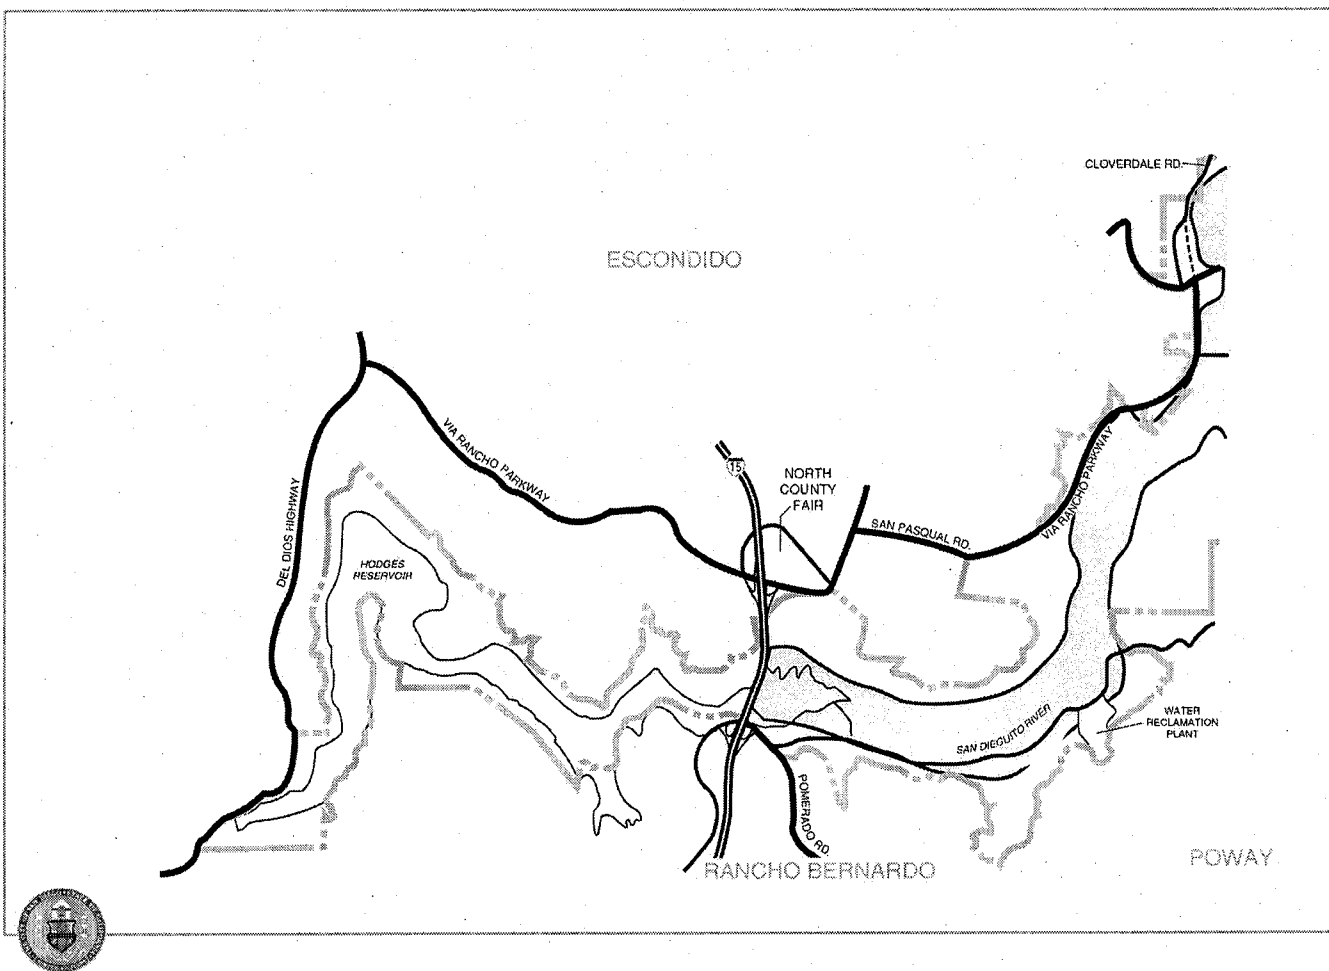 CLOVERDALE RD.
ESCONDIDO
VIA RANCHO PARKWAY
15
NORTH
COUNTY
FAIR
SAN PASQUAL RD.
VIA RANCHO PARKWAY
DEL DIOS HIGHWAY
HODGES
RESERVOIR
SAN DIEGUITO RIVER
WATER
RECLAMATION
PLANT
POMERADO RD.
RANCHO BERNARDO
POWAY